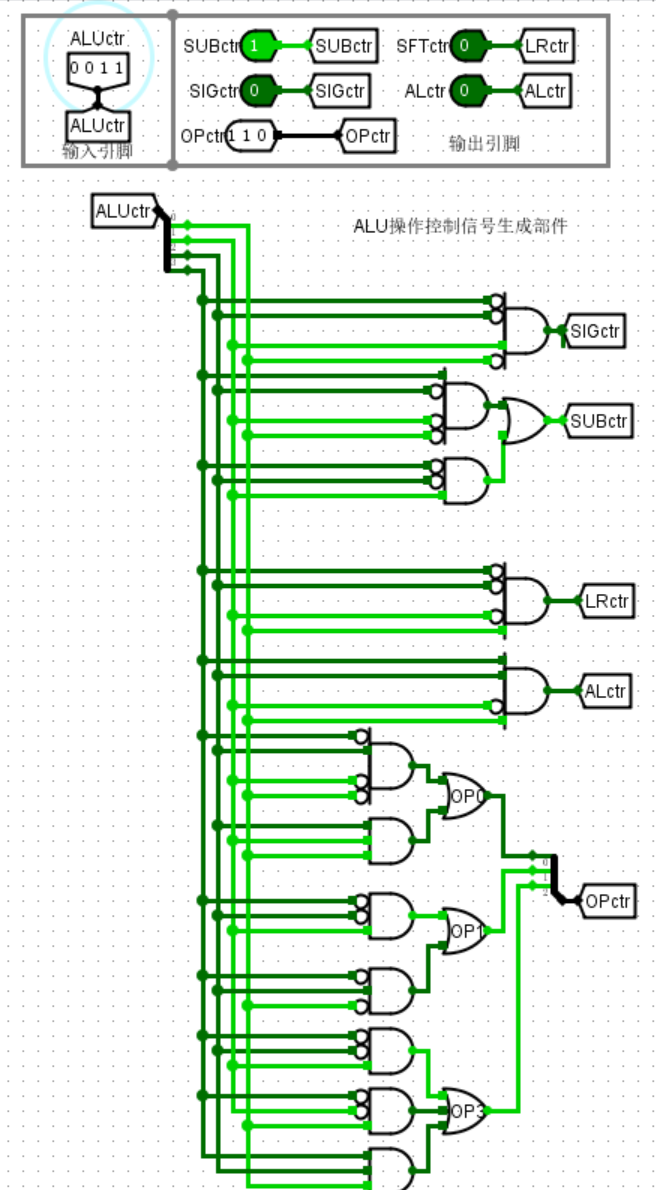 ALUctr
0 0 1 1
ALUctr
输入引脚
SUBctr 1 SUBctr
SFTctr 0 LRctr
SIGctr 0 SIGctr
ALctr 0 ALctr
OPctr 1 1 0 OPctr
输出引脚
ALUctr
ALU操作控制信号生成部件
SIGctr
SUBctr
LRctr
ALctr
OP0
OPctr
OP1
OP3